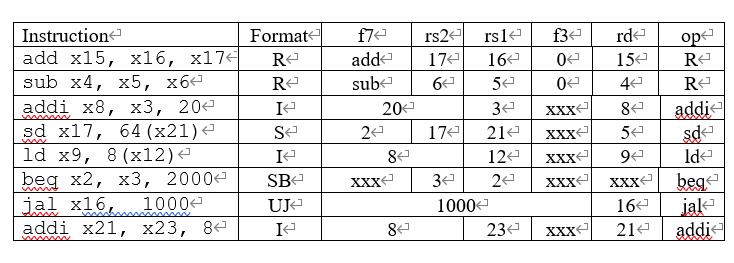 Instruction↵ Format↵ f7↵ rs2↵ rs1↵ f3↵ rd↵ op↵
add x15, x16, x17↵ R↵ add↵ 17↵ 16↵ 0↵ 15↵ R↵
sub x4, x5, x6↵ R↵ sub↵ 6↵ 5↵ 0↵ 4↵ R↵
addi x8, x3, 20↵ I↵ 20↵ 3↵ xxx↵ 8↵ addi↵
sd x17, 64(x21)↵ S↵ 2↵ 17↵ 21↵ xxx↵ 5↵ sd↵
ld x9, 8(x12)↵ I↵ 8↵ 12↵ xxx↵ 9↵ ld↵
beq x2, x3, 2000↵ SB↵ xxx↵ 3↵ 2↵ xxx↵ xxx↵ beq↵
jal x16, 1000↵ UJ↵ 1000↵ 16↵ jal↵
addi x21, x23, 8↵ I↵ 8↵ 23↵ xxx↵ 21↵ addi↵